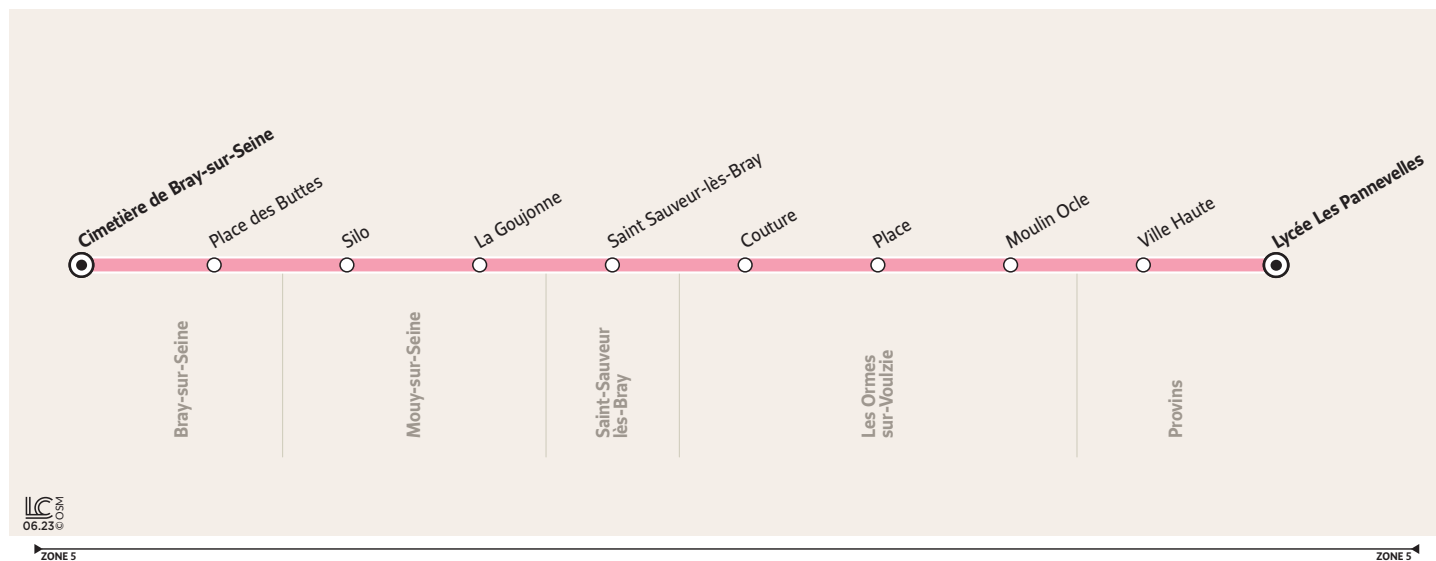 Cimetière de Bray-sur-Seine
Place des Buttes
Silo
La Goujonne
Saint Sauveur-lès-Bray
Couture
Place
Moulin Ocle
Ville Haute
Lycée Les Pannevelles
Bray-sur-Seine
Mouy-sur-Seine
Saint-Sauveur
lès-Bray
Les Ormes
sur-Voulzie
Provins
LC
06.23© OSM
ZONE 5
ZONE 5